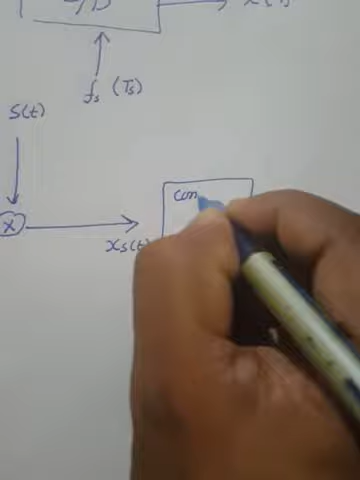 fs (Ts)
S(t)
X
xs(t)
con